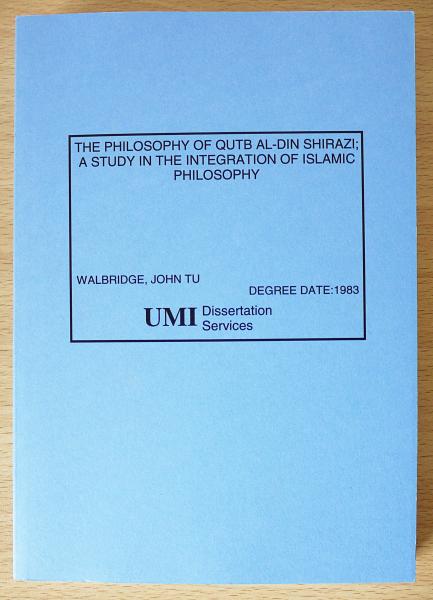 THE PHILOSOPHY OF QUTB AL-DIN SHIRAZI;
A STUDY IN THE INTEGRATION OF ISLAMIC
PHILOSOPHY
WALBRIDGE, JOHN TU
DEGREE DATE:1983
UMI Dissertation
Services